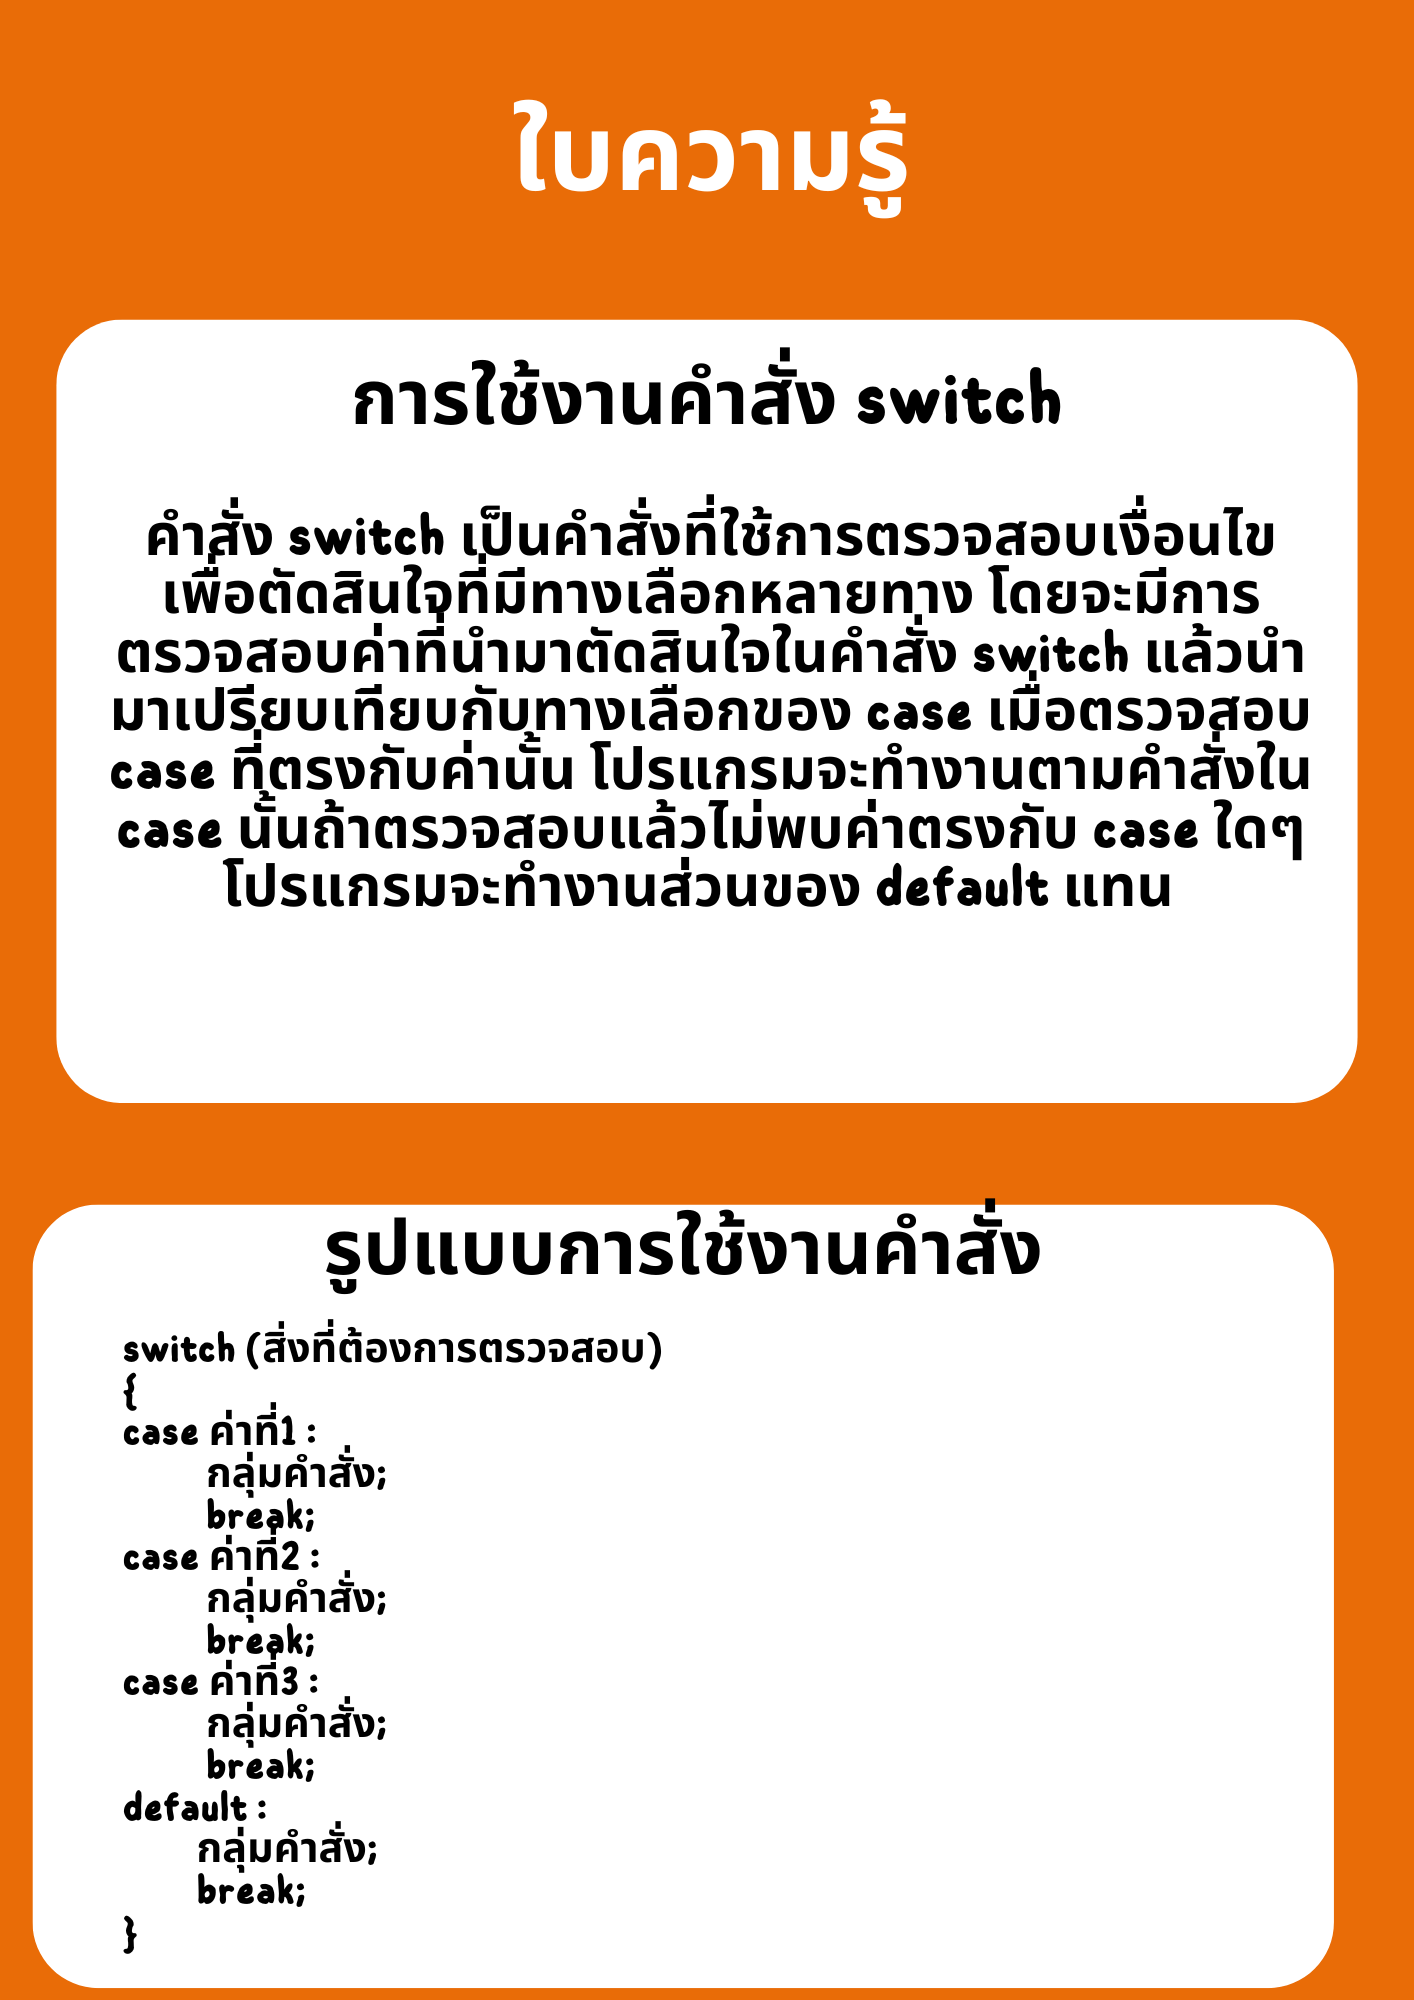 ใบความรู้
การใช้งานคำสั่ง switch
คำสั่ง switch เป็นคำสั่งที่ใช้การตรวจสอบเงื่อนไข
เพื่อตัดสินใจที่มีทางเลือกหลายทาง โดยจะมีการ
ตรวจสอบค่าที่นำมาตัดสินใจในคำสั่ง switch แล้วนำ
มาเปรียบเทียบกับทางเลือกของ case เมื่อตรวจสอบ
case ที่ตรงกับค่านั้น โปรแกรมจะทำงานตามคำสั่งใน
case นั้นถ้าตรวจสอบแล้วไม่พบค่าตรงกับ case ใดๆ
โปรแกรมจะทำงานส่วนของ default แทน
รูปแบบการใช้งานคำสั่ง
switch (สิ่งที่ต้องการตรวจสอบ)
{
case ค่าที่1 :
กลุ่มคำสั่ง;
break;
case ค่าที่2 :
กลุ่มคำสั่ง;
break;
case ค่าที่3 :
กลุ่มคำสั่ง;
break;
default :
กลุ่มคำสั่ง;
break;
}